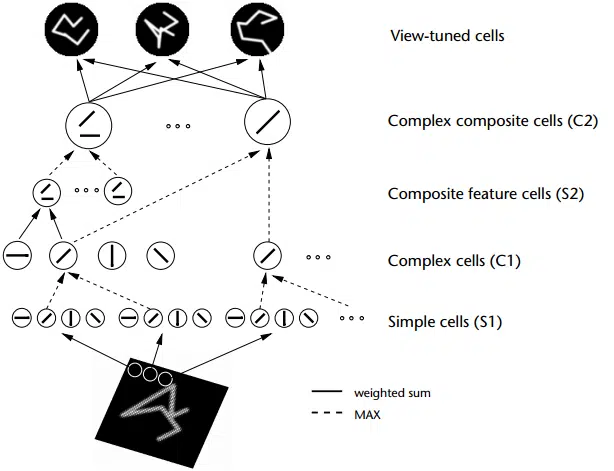 View-tuned cells
Complex composite cells (C2)
Composite feature cells (S2)
Complex cells (C1)
Simple cells (S1)
weighted sum
MAX